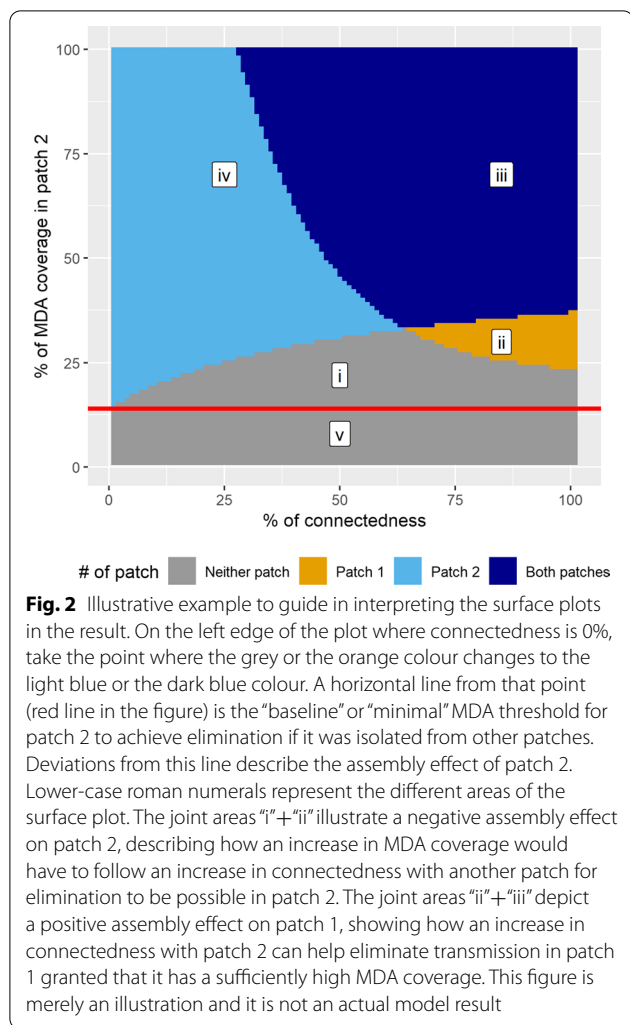 100
75
50
25
0
% of MDA coverage in patch 2
iv
iii
ii
i
v
0 25 50 75 100
% of connectedness
# of patch Neither patch Patch 1 Patch 2 Both patches
Fig. 2 Illustrative example to guide in interpreting the surface plots
in the result. On the left edge of the plot where connectedness is 0%,
take the point where the grey or the orange colour changes to the
light blue or the dark blue colour. A horizontal line from that point
(red line in the figure) is the “baseline” or “minimal” MDA threshold for
patch 2 to achieve elimination if it was isolated from other patches.
Deviations from this line describe the assembly effect of patch 2.
Lower-case roman numerals represent the different areas of the
surface plot. The joint areas “i”+“ii” illustrate a negative assembly effect
on patch 2, describing how an increase in MDA coverage would
have to follow an increase in connectedness with another patch for
elimination to be possible in patch 2. The joint areas “ii”+“iii” depict
a positive assembly effect on patch 1, showing how an increase in
connectedness with patch 2 can help eliminate transmission in patch
1 granted that it has a sufficiently high MDA coverage. This figure is
merely an illustration and it is not an actual model result